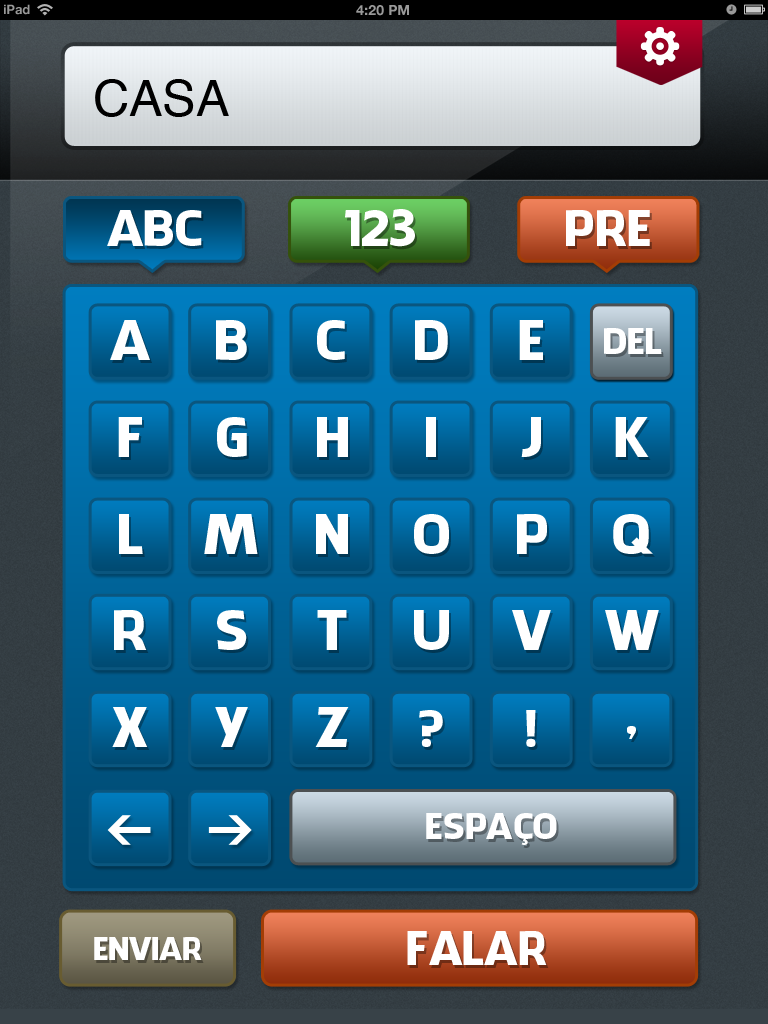 iPad 4:20 PM
CASA
ABC 123 PRE
A B C D E DEL
F G H I J K
L M N O P Q
R S T U V W
X Y Z ? ! ,
← → ESPAÇO
ENVIAR FALAR